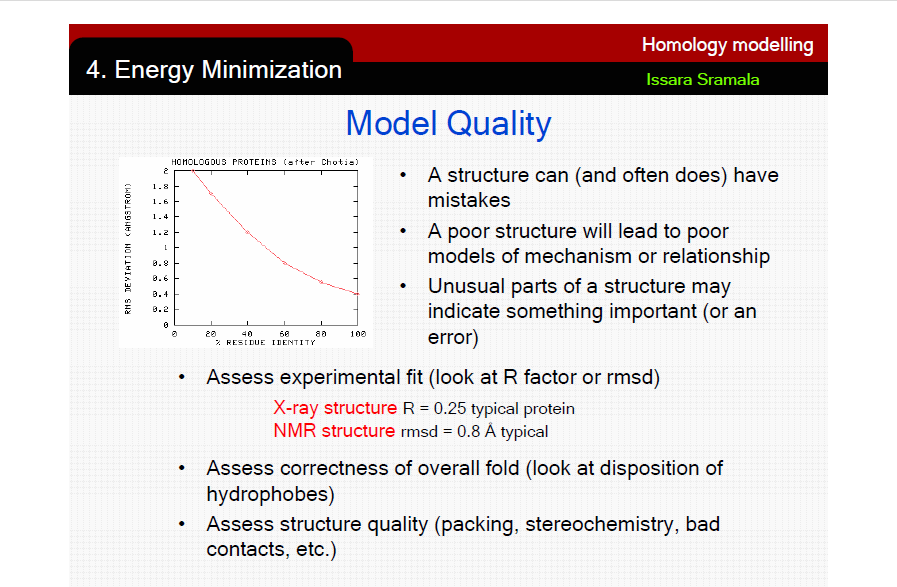 Homology modelling
4. Energy Minimization
Issara Sramala
Model Quality
HOMOLOGOUS PROTEINS (after Chotia)
RMS DEVIATION (ANGSTROM)
2
1.8
1.6
1.4
1.2
1
0.8
0.6
0.4
0.2
0
0 20 40 60 80 100
% RESIDUE IDENTITY
• A structure can (and often does) have
mistakes
• A poor structure will lead to poor
models of mechanism or relationship
• Unusual parts of a structure may
indicate something important (or an
error)
• Assess experimental fit (look at R factor or rmsd)
X-ray structure R = 0.25 typical protein
NMR structure rmsd = 0.8 Å typical
• Assess correctness of overall fold (look at disposition of
hydrophobes)
• Assess structure quality (packing, stereochemistry, bad
contacts, etc.)